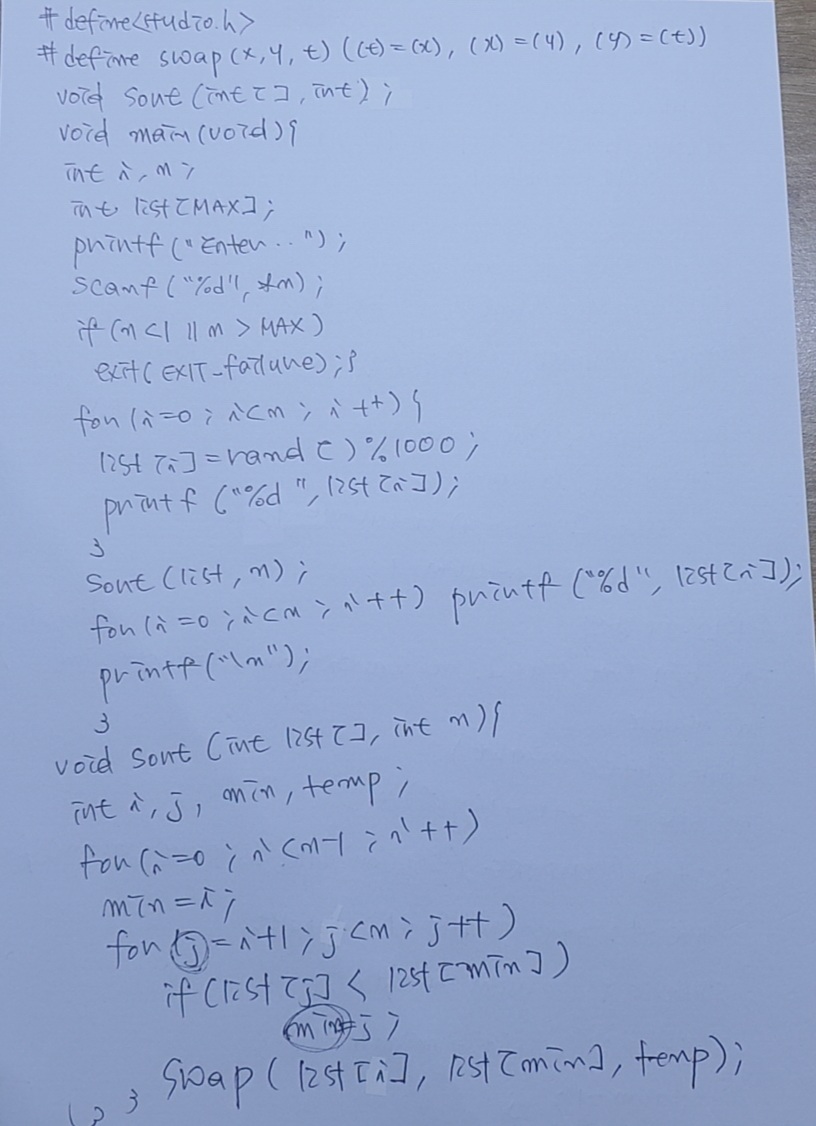 #define<studio.h>
#define swap(x,y,t) ((t)=(x), (x)=(y), (y)=(t))
void sort(int[],int);
void main(void){
int i,n;
int list[MAX];
printf("Enter..");
scanf("%d", &n);
if(n<1 || n>MAX)
exit(EXIT_failure);}
for(i=0; i<n; i++){
list[i]=rand()%1000;
printf("%d ",list[i]);
}
sort(list,n);
for(i=0;i<n;i++) printf("%d", list[i]);
printf("\n");
}
void sort(int list[], int n){
int i,j, min, temp;
for(i=0; i<n-1; i++)
min=i;
for(j=i+1;j<n;j++)
if(list[j] < list[min])
min=j;
swap(list[i], list[min], temp);
}